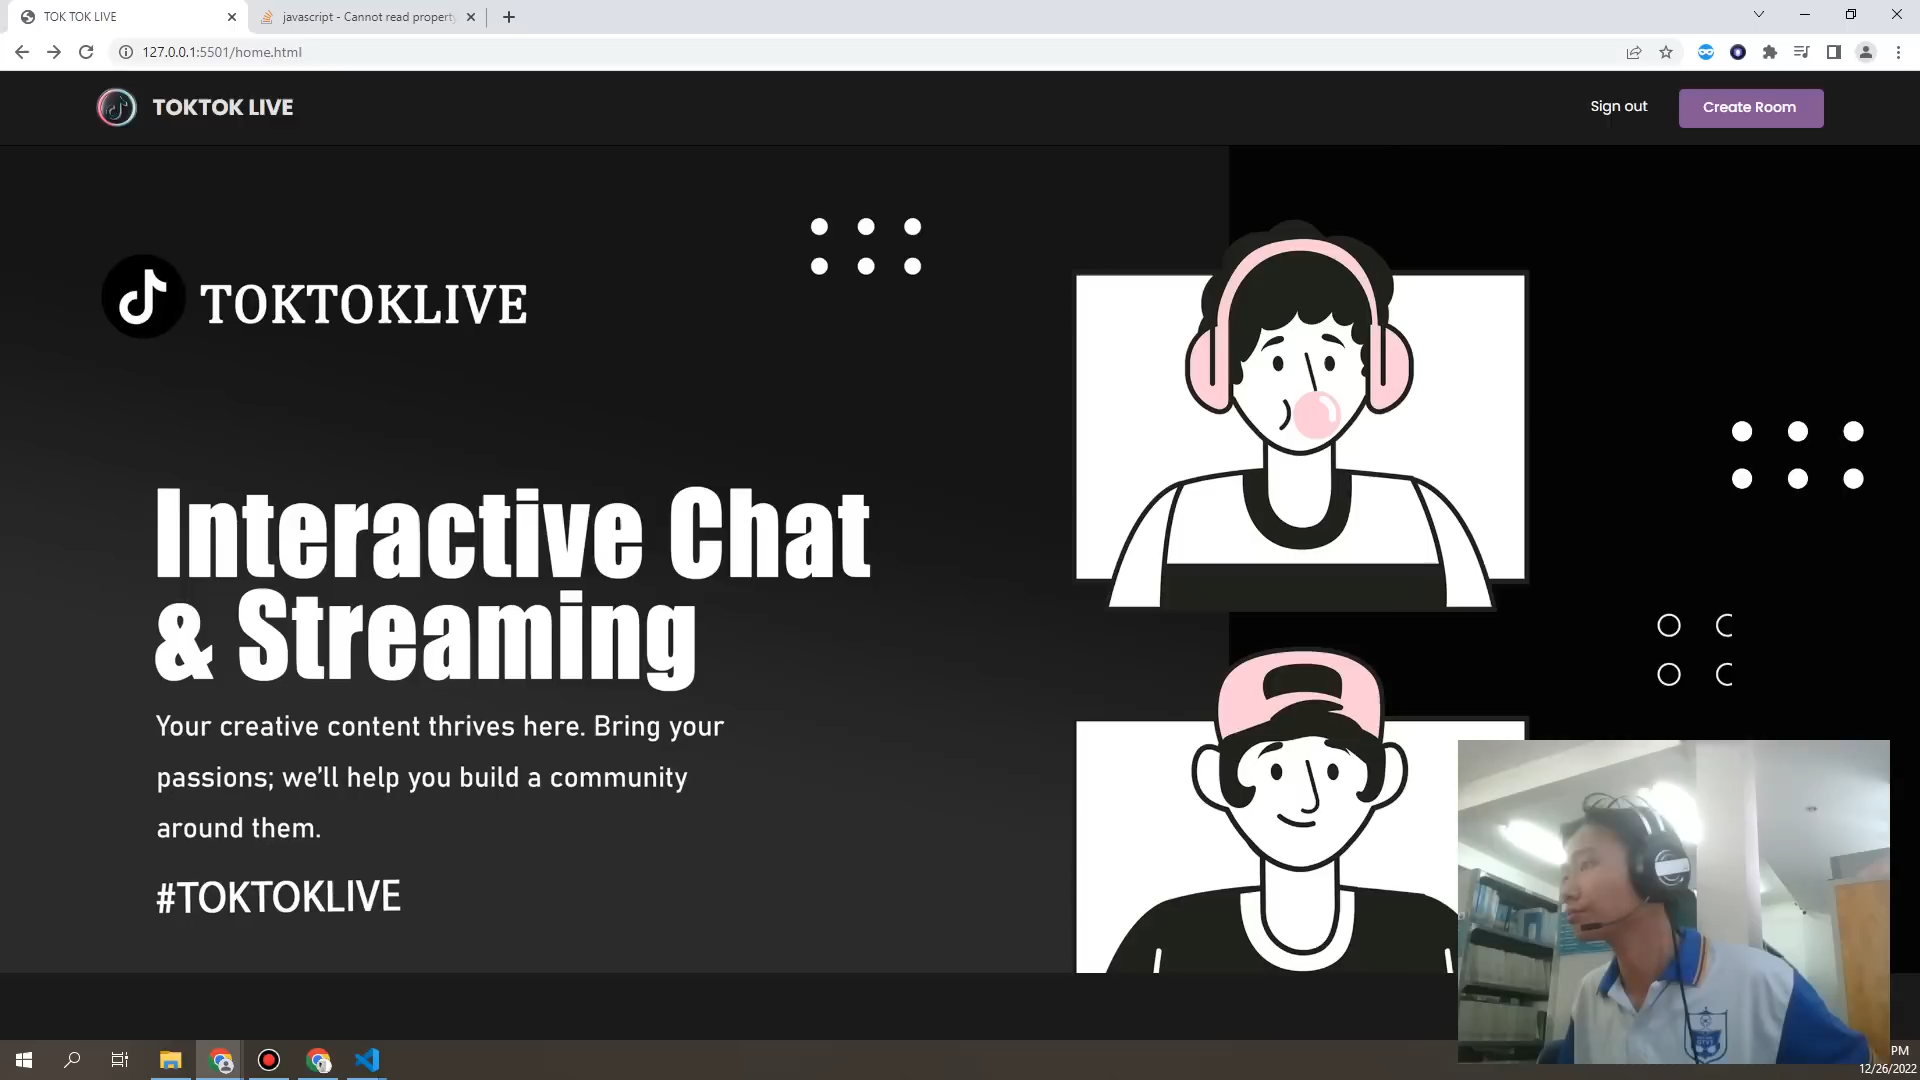 TOK TOK LIVE
javascript - Cannot read property
127.0.0.1:5501/home.html
TOKTOK LIVE
Sign out
Create Room
TOKTOKLIVE
Interactive Chat
& Streaming
Your creative content thrives here. Bring your
passions; we'll help you build a community
around them.
#TOKTOKLIVE
PM
12/26/2022